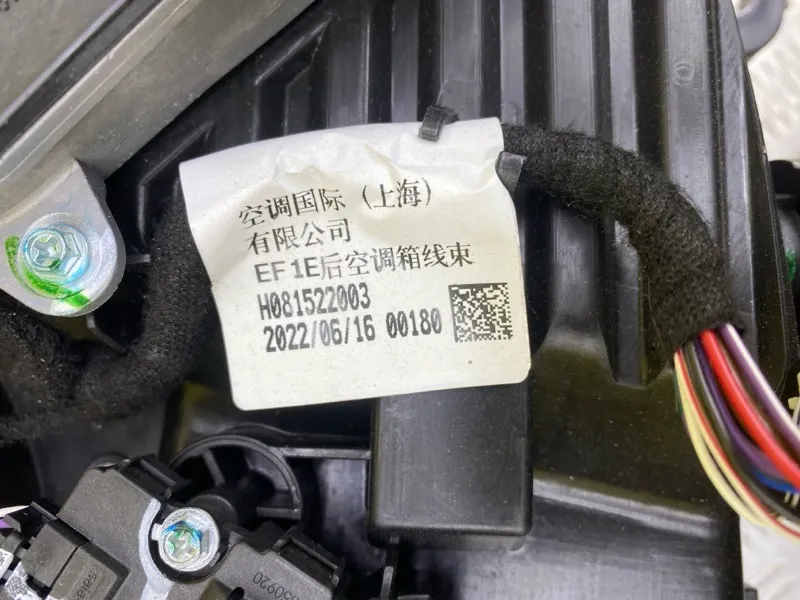 空调国际（上海）
有限公司
EF1E后空调箱线束
H081522003
2022/06/16 00180